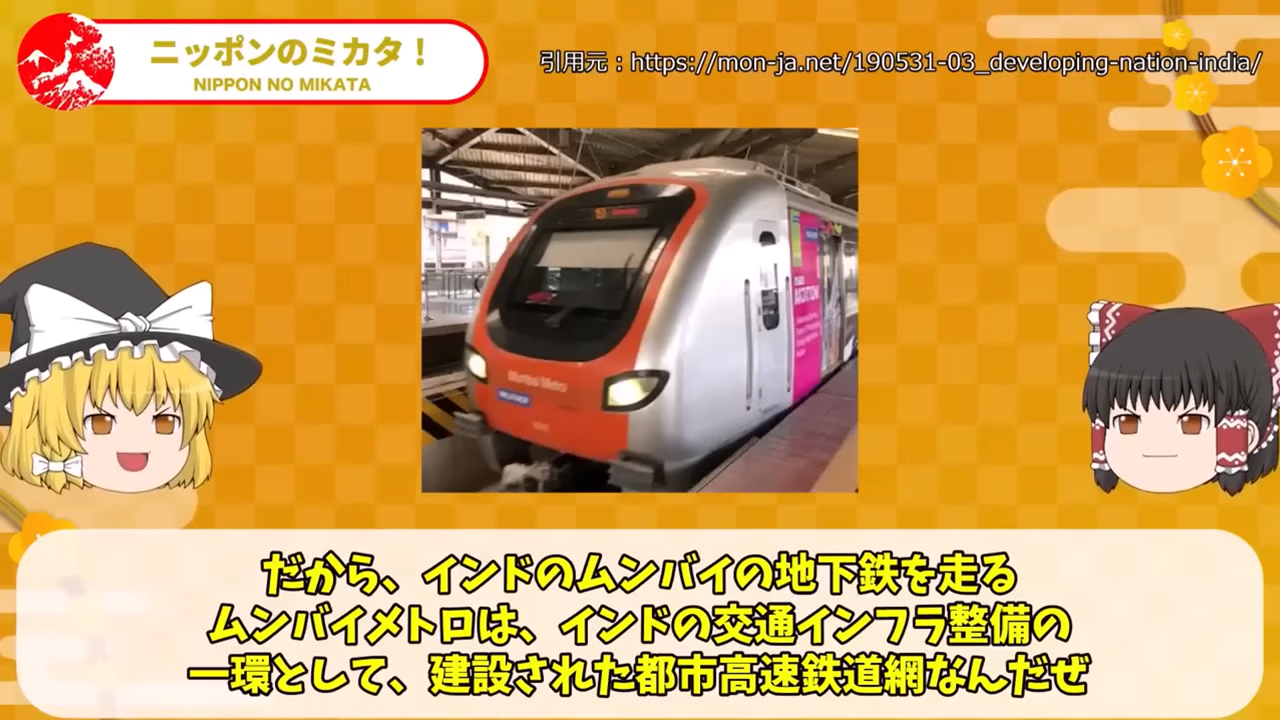 ニッポンのミカタ！
NIPPON NO MIKATA
引用元：https://mon-ja.net/190531-03_developing-nation-india/
Mumbai Metro
MOTION
だから、インドのムンバイの地下鉄を走る
ムンバイメトロは、インドの交通インフラ整備の
一環として、建設された都市高速鉄道網なんだぜ